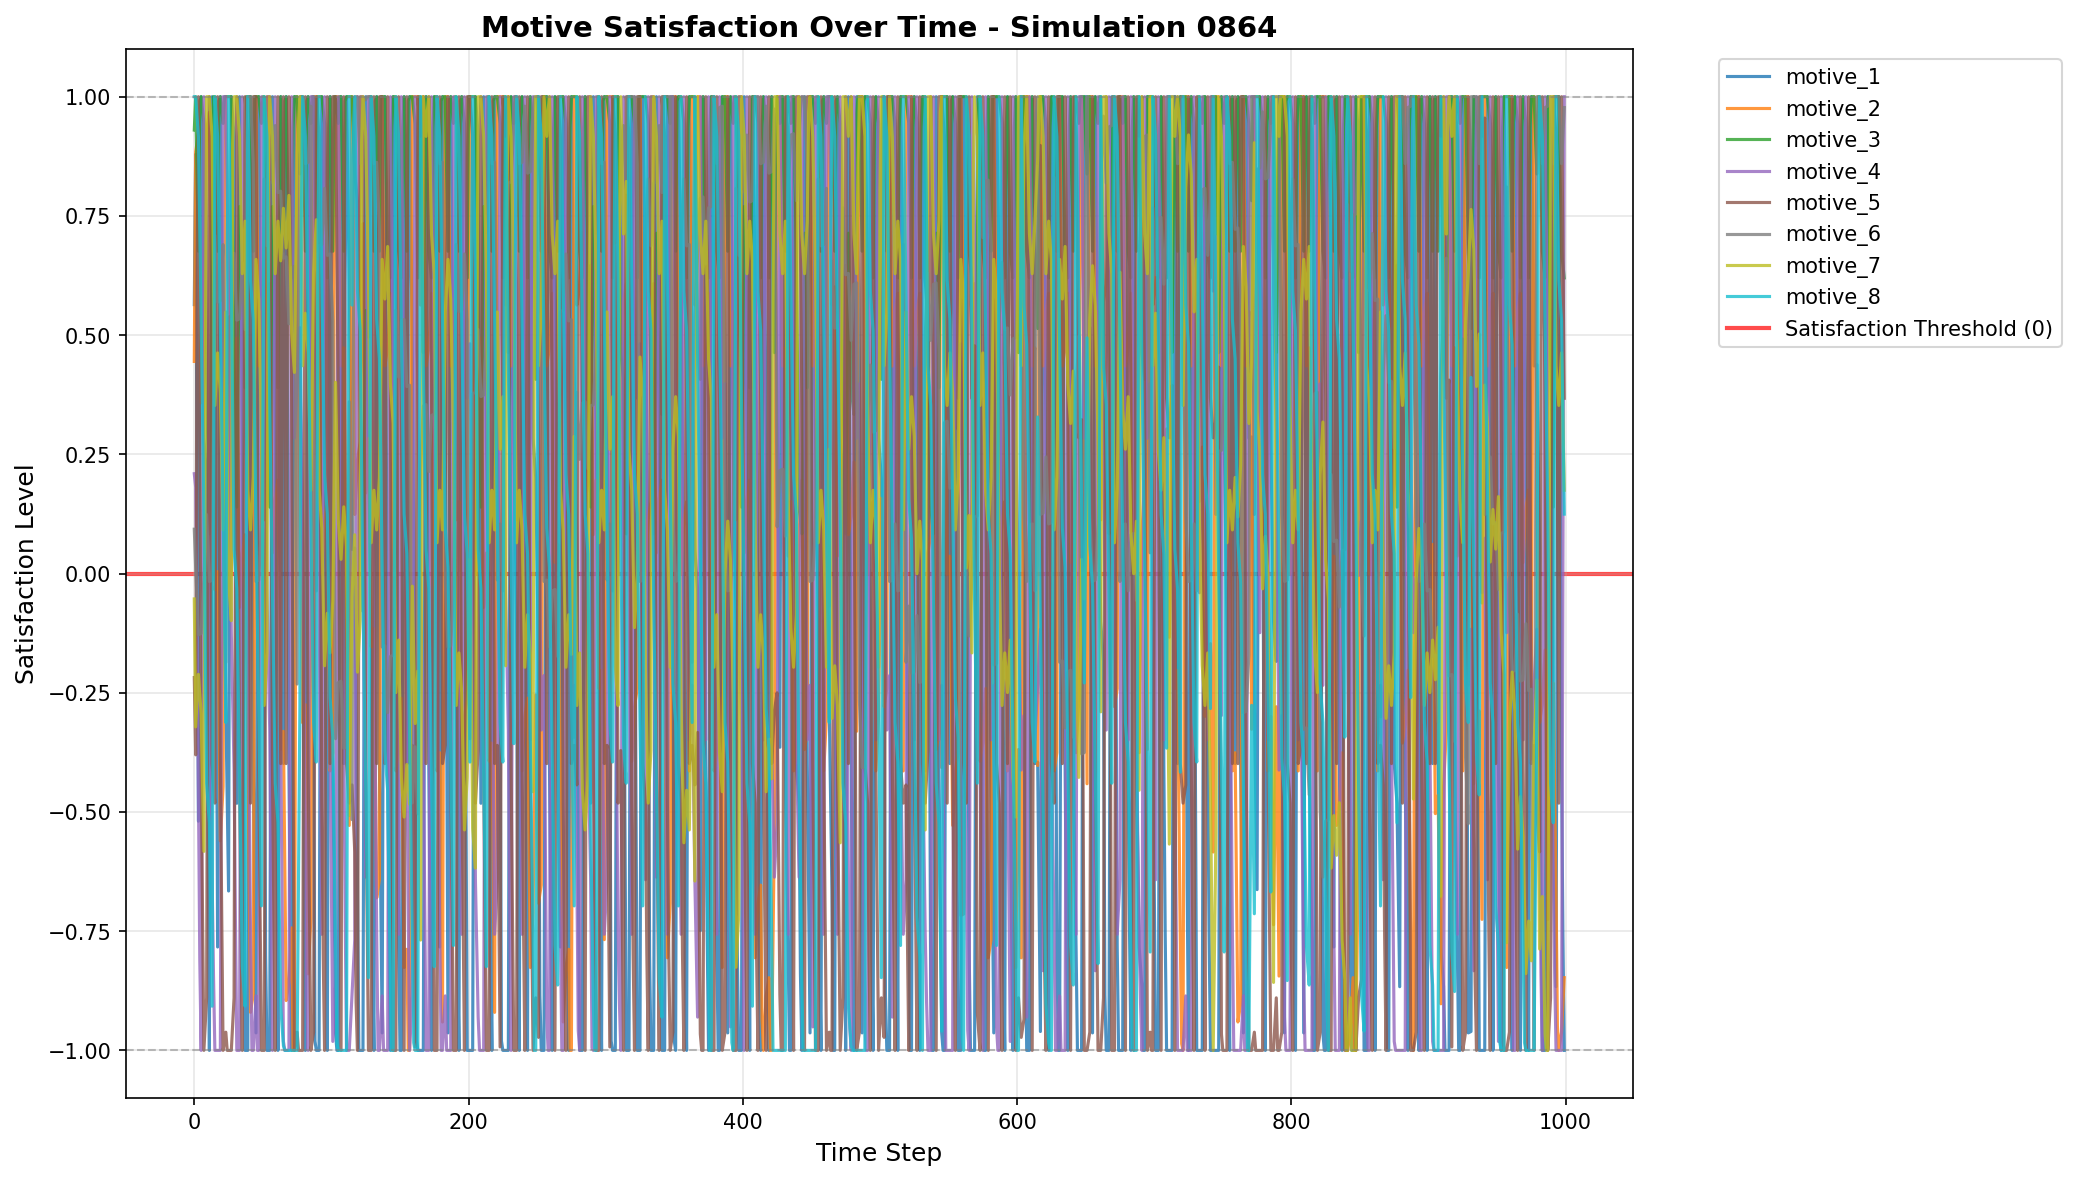 Motive Satisfaction Over Time - Simulation 0864
1.00
0.75
0.50
0.25
0.00
−0.25
−0.50
−0.75
−1.00
Satisfaction Level
0
200
400
600
800
1000
Time Step
motive_1
motive_2
motive_3
motive_4
motive_5
motive_6
motive_7
motive_8
Satisfaction Threshold (0)